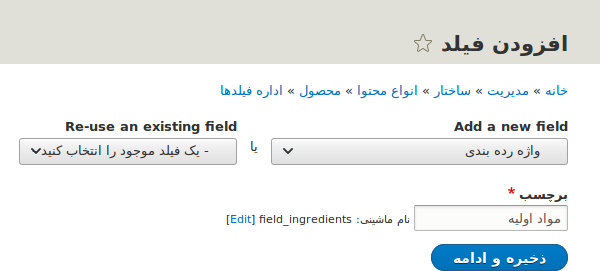 افزودن فیلد
خانه » مدیریت » ساختار » انواع محتوا » محصول » اداره فیلدها
Add a new field
واژه رده بندی
یا
Re-use an existing field
- یک فیلد موجود را انتخاب کنید
برچسب *
مواد اولیه
نام ماشینی: field_ingredients [Edit]
ذخیره و ادامه